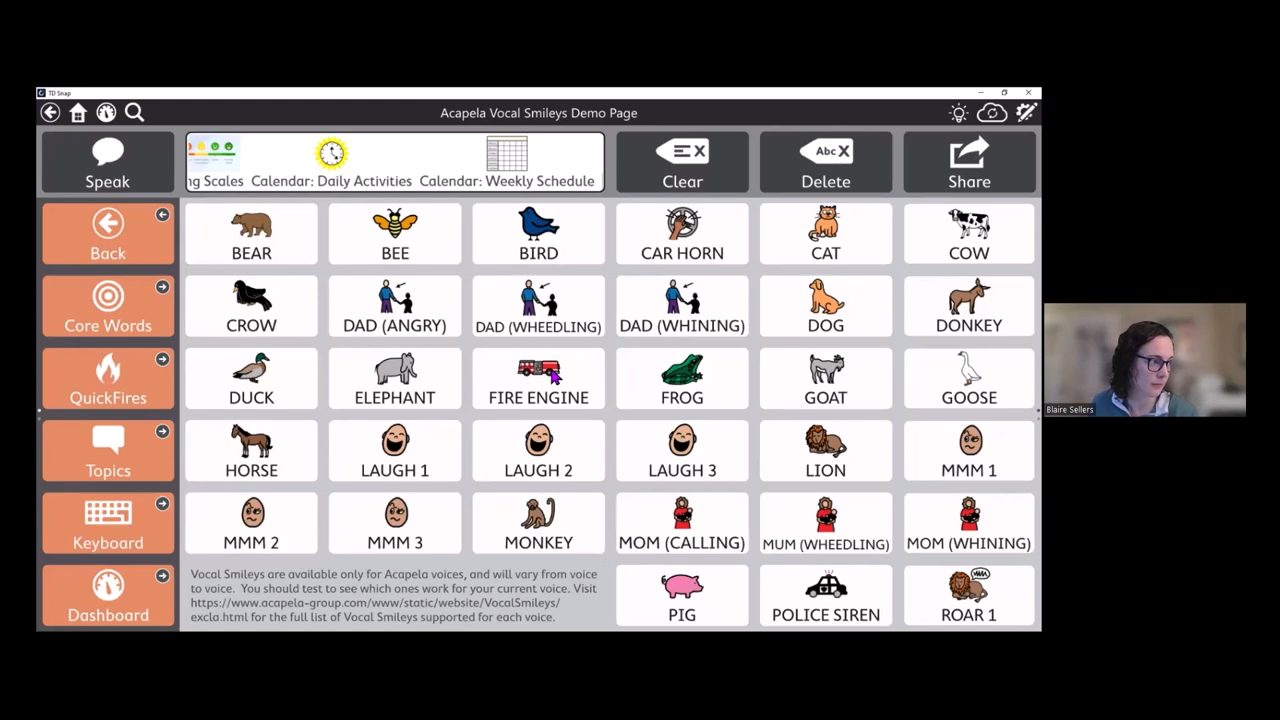 TD Snap
Acapela Vocal Smileys Demo Page
Speak
ng Scales Calendar: Daily Activities Calendar: Weekly Schedule
Clear
Abc X
Delete
Share
Back
BEAR
BEE
BIRD
CAR HORN
CAT
COW
Core Words
CROW
DAD (ANGRY)
DAD (WHEEDLING)
DAD (WHINING)
DOG
DONKEY
QuickFires
DUCK
ELEPHANT
FIRE ENGINE
FROG
GOAT
GOOSE
Topics
HORSE
LAUGH 1
LAUGH 2
LAUGH 3
LION
MMM 1
Keyboard
MMM 2
MMM 3
MONKEY
MOM (CALLING)
MUM (WHEEDLING)
MOM (WHINING)
Dashboard
Vocal Smileys are available only for Acapela voices, and will vary from voice
to voice. You should test to see which ones work for your current voice. Visit
https://www.acapela-group.com/www/static/website/VocalSmileys/
excla.html for the full list of Vocal Smileys supported for each voice.
PIG
POLICE SIREN
ROAR 1
Blaire Sellers